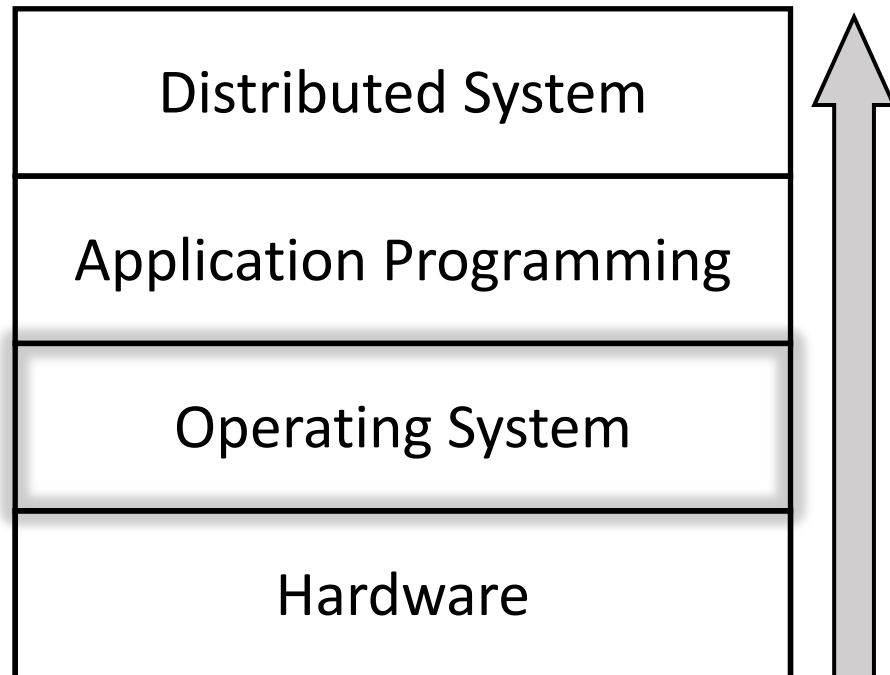 Distributed System
Application Programming
Operating System
Hardware